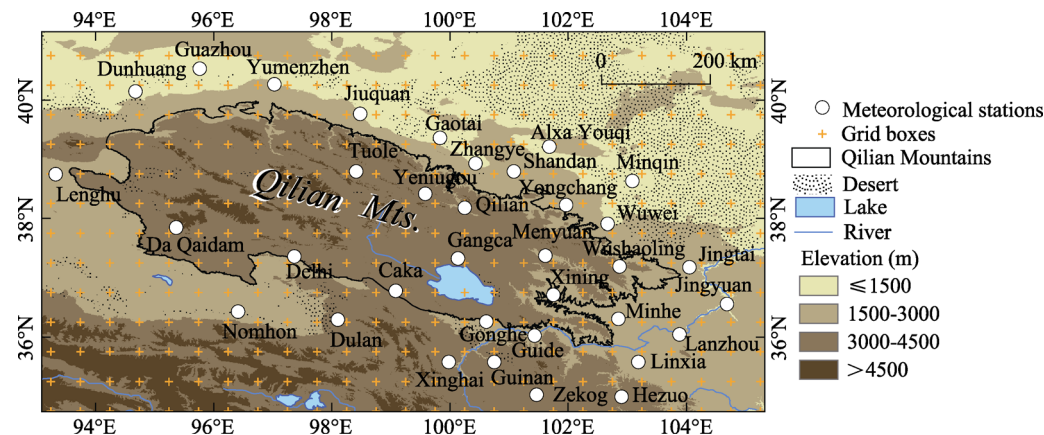 94°E 96°E 98°E 100°E 102°E 104°E
Guazhou
Dunhuang
Yumenzhen
0 200 km
40°N
40°N
Jiuquan
Gaotai
Alxa Youqi
Zhangye
Tuole
Shandan
Minqin
Yeniugou
Lenghu
Qilian Mts.
Yongchang
Qilian
38°N
38°N
Wuwei
Menyuan
Da Qaidam
Gangca
Wushaoling
Jingtai
Delhi
Caka
Xining
Jingyuan
Nomhon
Dulan
Minhe
36°N
36°N
Gonghe
Guide
Lanzhou
Xinghai
Guinan
Linxia
Zekog
Hezuo
94°E 96°E 98°E 100°E 102°E 104°E
Meteorological stations
Grid boxes
Qilian Mountains
Desert
Lake
River
Elevation (m)
≤1500
1500-3000
3000-4500
>4500